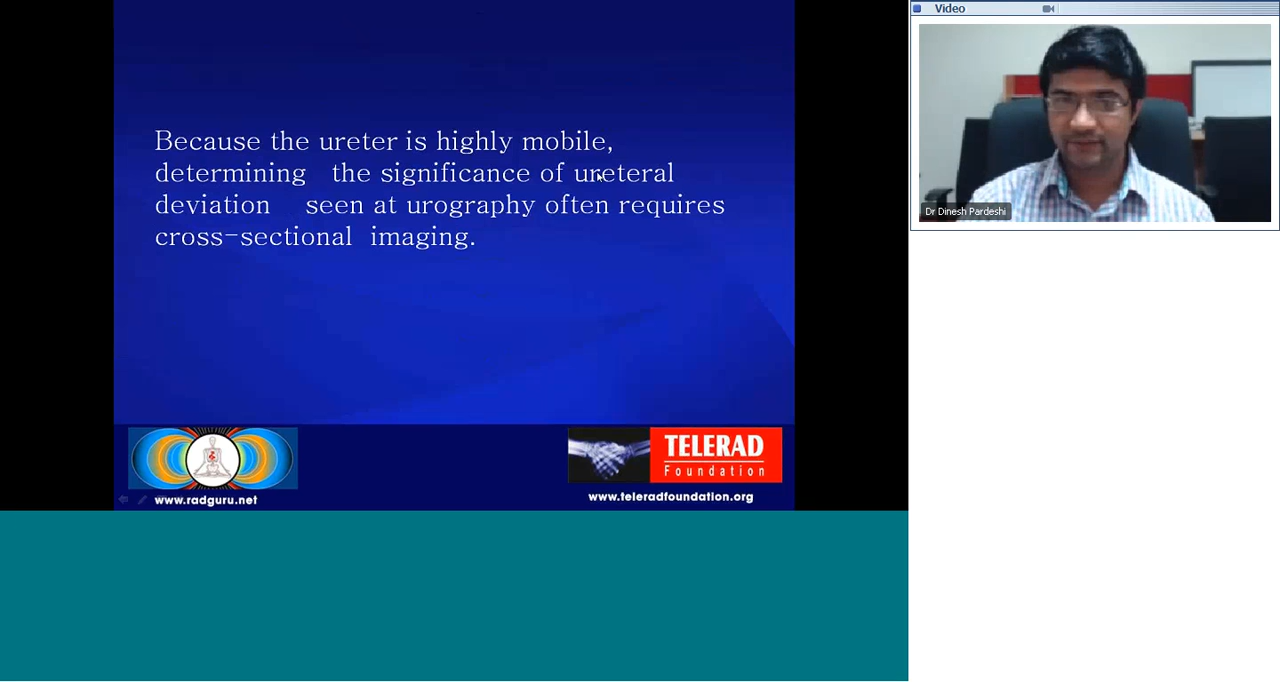 Because the ureter is highly mobile,
determining the significance of ureteral
deviation seen at urography often requires
cross-sectional imaging.
www.radguru.net
TELERAD
Foundation
www.teleradfoundation.org
Video
Dr Dinesh Pardeshi